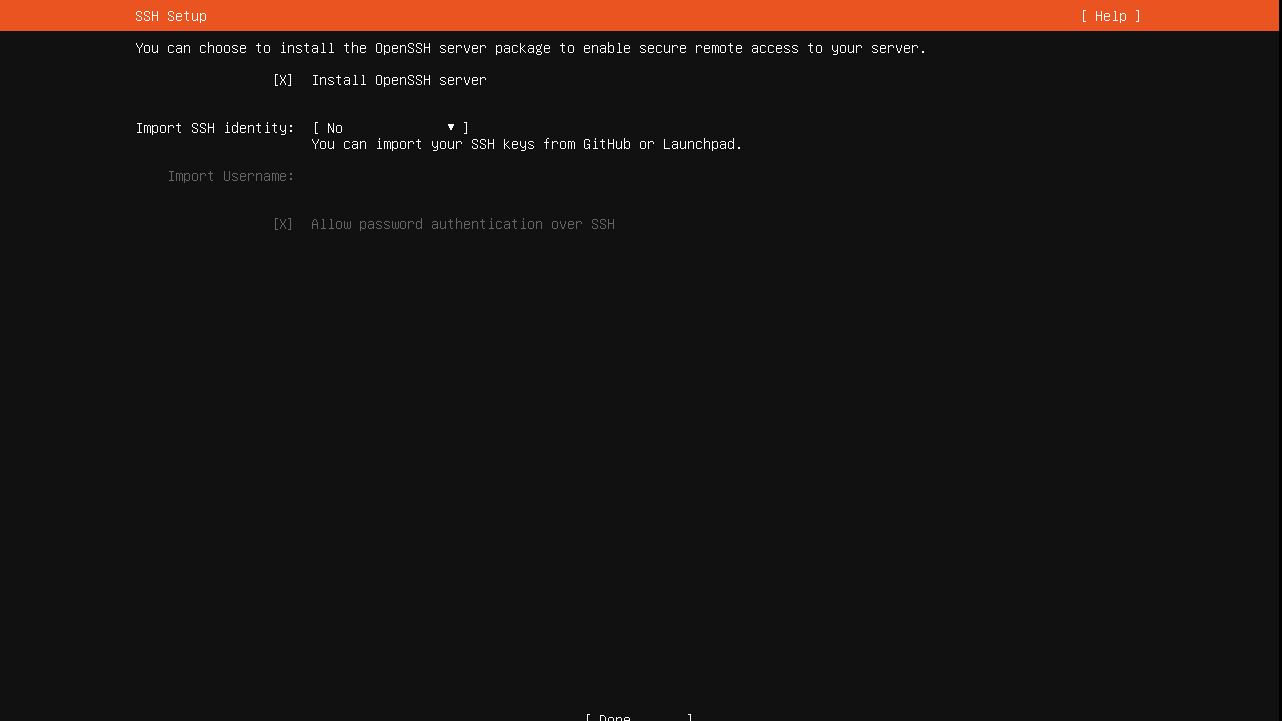 SSH Setup [ Help ]
You can choose to install the OpenSSH server package to enable secure remote access to your server.
[X] Install OpenSSH server
Import SSH identity: [ No ▾ ]
You can import your SSH keys from GitHub or Launchpad.
Import Username:
[X] Allow password authentication over SSH
[ Done ]